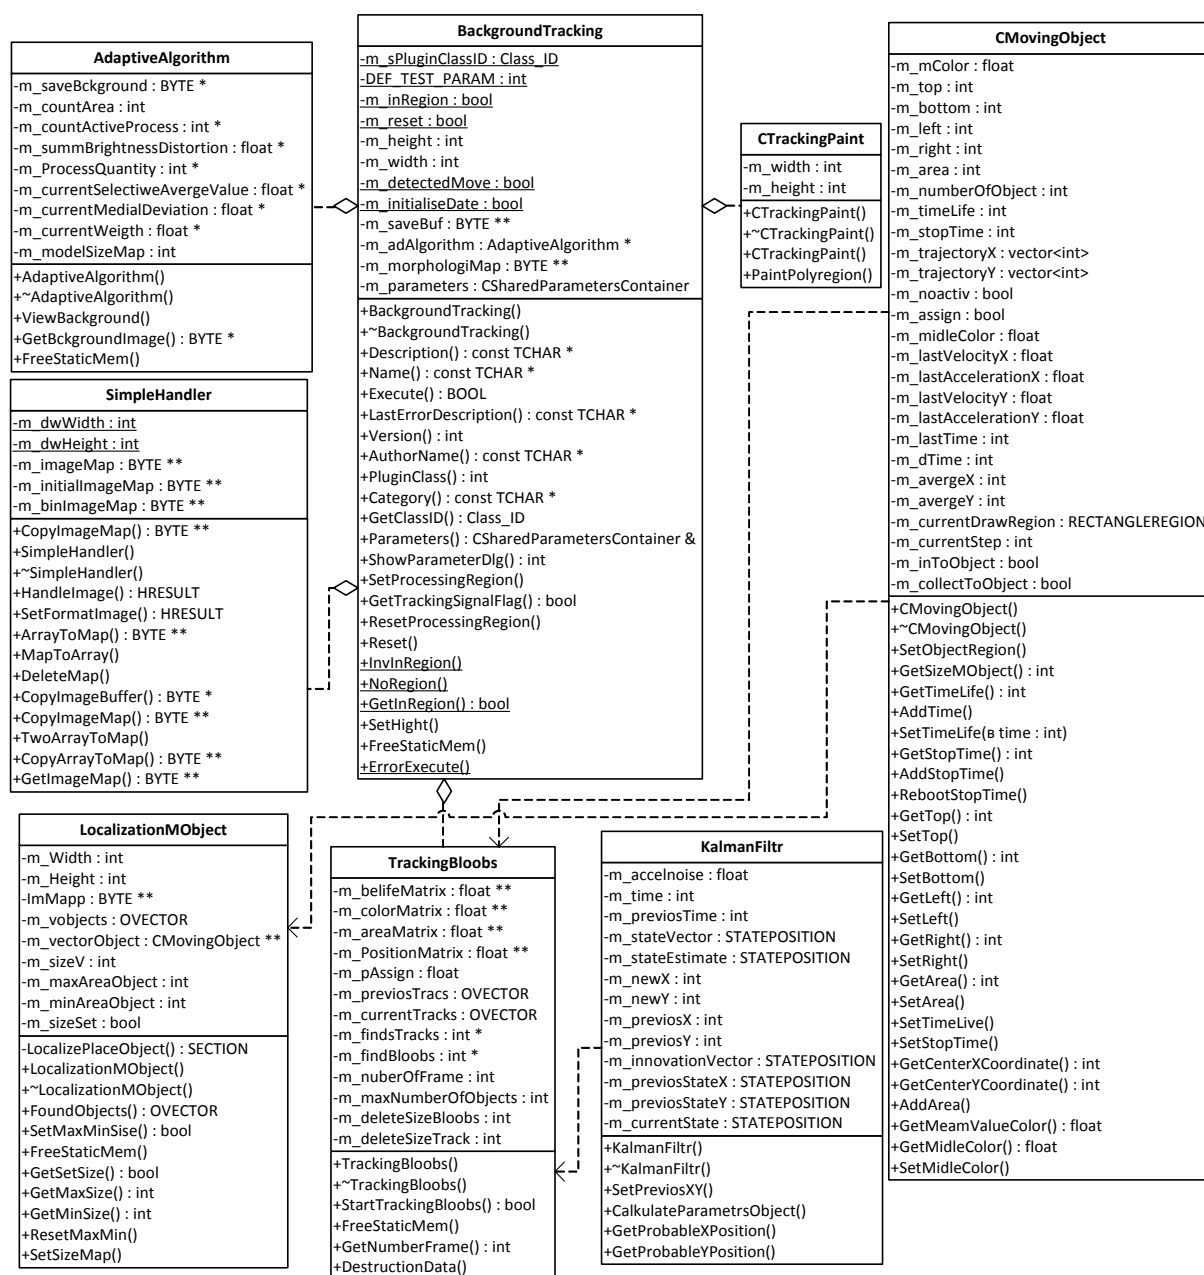 AdaptiveAlgorithm
-m_saveBckground : BYTE *
-m_countArea : int
-m_countActiveProcess : int *
-m_summBrightnessDistortion : float *
-m_ProcessQuantity : int *
-m_currentSelectiweAvergeValue : float *
-m_currentMedialDeviation : float *
-m_currentWeigth : float *
-m_modelSizeMap : int
+AdaptiveAlgorithm()
+~AdaptiveAlgorithm()
+ViewBackground()
+GetBckgroundImage() : BYTE *
+FreeStaticMem()
SimpleHandler
-m_dwWidth : int
-m_dwHeight : int
-m_imageMap : BYTE **
-m_initialImageMap : BYTE **
-m_binImageMap : BYTE **
+CopyImageMap() : BYTE **
+SimpleHandler()
+~SimpleHandler()
+HandleImage() : HRESULT
+SetFormatImage() : HRESULT
+ArrayToMap() : BYTE **
+MapToArray()
+DeleteMap()
+CopyImageBuffer() : BYTE *
+CopyImageMap() : BYTE **
+TwoArrayToMap()
+CopyArrayToMap() : BYTE **
+GetImageMap() : BYTE **
BackgroundTracking
-m_sPluginClassID : Class_ID
-DEF_TEST_PARAM : int
-m_inRegion : bool
-m_reset : bool
-m_height : int
-m_width : int
-m_detectedMove : bool
-m_initialiseDate : bool
-m_saveBuf : BYTE **
-m_adAlgorithm : AdaptiveAlgorithm *
-m_morphologiMap : BYTE **
-m_parameters : CSharedParametersContainer
+BackgroundTracking()
+~BackgroundTracking()
+Description() : const TCHAR *
+Name() : const TCHAR *
+Execute() : BOOL
+LastErrorDescription() : const TCHAR *
+Version() : int
+AuthorName() : const TCHAR *
+PluginClass() : int
+Category() : const TCHAR *
+GetClassID() : Class_ID
+Parameters() : CSharedParametersContainer &
+ShowParameterDlg() : int
+SetProcessingRegion()
+GetTrackingSignalFlag() : bool
+ResetProcessingRegion()
+Reset()
+InvInRegion()
+NoRegion()
+GetInRegion() : bool
+SetHight()
+FreeStaticMem()
+ErrorExecute()
CTrackingPaint
-m_width : int
-m_height : int
+CTrackingPaint()
+~CTrackingPaint()
+CTrackingPaint()
+PaintPolyregion()
CMovingObject
-m_mColor : float
-m_top : int
-m_bottom : int
-m_left : int
-m_right : int
-m_area : int
-m_numberOfObject : int
-m_timeLife : int
-m_stopTime : int
-m_trajectoryX : vector<int>
-m_trajectoryY : vector<int>
-m_noactiv : bool
-m_assign : bool
-m_midleColor : float
-m_lastVelocityX : float
-m_lastAccelerationX : float
-m_lastVelocityY : float
-m_lastAccelerationY : float
-m_lastTime : int
-m_dTime : int
-m_avergeX : int
-m_avergeY : int
-m_currentDrawRegion : RECTANGLEREGION
-m_currentStep : int
-m_inToObject : bool
-m_collectToObject : bool
+CMovingObject()
+~CMovingObject()
+SetObjectRegion()
+GetSizeMObject() : int
+GetTimeLife() : int
+AddTime()
+SetTimeLife(в time : int)
+GetStopTime() : int
+AddStopTime()
+RebootStopTime()
+GetTop() : int
+SetTop()
+GetBottom() : int
+SetBottom()
+GetLeft() : int
+SetLeft()
+GetRight() : int
+SetRight()
+GetArea() : int
+SetArea()
+SetTimeLive()
+SetStopTime()
+GetCenterXCoordinate() : int
+GetCenterYCoordinate() : int
+AddArea()
+GetMeamValueColor() : float
+GetMidleColor() : float
+SetMidleColor()
LocalizationMObject
-m_Width : int
-m_Height : int
-ImMapp : BYTE **
-m_vobjects : OVECTOR
-m_vectorObject : CMovingObject **
-m_sizeV : int
-m_maxAreaObject : int
-m_minAreaObject : int
-m_sizeSet : bool
-LocalizePlaceObject() : SECTION
+LocalizationMObject()
+~LocalizationMObject()
+FoundObjects() : OVECTOR
+SetMaxMinSise() : bool
+FreeStaticMem()
+GetSetSize() : bool
+GetMaxSize() : int
+GetMinSize() : int
+ResetMaxMin()
+SetSizeMap()
TrackingBloobs
-m_belifeMatrix : float **
-m_colorMatrix : float **
-m_areaMatrix : float **
-m_PositionMatrix : float **
-m_pAssign : float
-m_previosTracs : OVECTOR
-m_currentTracks : OVECTOR
-m_findsTracks : int *
-m_findBloobs : int *
-m_nuberOfFrame : int
-m_maxNumberOfObjects : int
-m_deleteSizeBloobs : int
-m_deleteSizeTrack : int
+TrackingBloobs()
+~TrackingBloobs()
+StartTrackingBloobs() : bool
+FreeStaticMem()
+GetNumberFrame() : int
+DestructionData()
KalmanFiltr
-m_accelnoise : float
-m_time : int
-m_previosTime : int
-m_stateVector : STATEPOSITION
-m_stateEstimate : STATEPOSITION
-m_newX : int
-m_newY : int
-m_previosX : int
-m_previosY : int
-m_innovationVector : STATEPOSITION
-m_previosStateX : STATEPOSITION
-m_previosStateY : STATEPOSITION
-m_currentState : STATEPOSITION
+KalmanFiltr()
+~KalmanFiltr()
+SetPreviosXY()
+CalkulateParametrsObject()
+GetProbableXPosition()
+GetProbableYPosition()